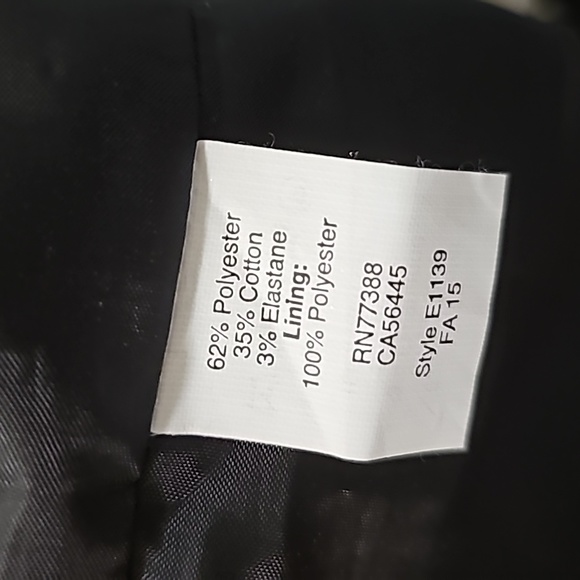 62% Polyester
35% Cotton
3% Elastane
Lining:
100% Polyester
RN77388
CA56445
Style E1139
FA 15